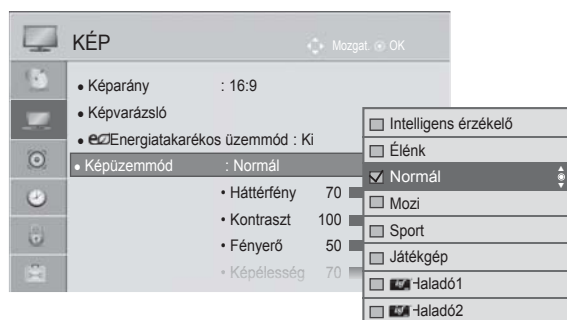 KÉP
Mozgat. OK
• Képarány : 16:9
• Képvarázsló
• Energiatakarékos üzemmód : Ki
• Képüzemmód : Normál
• Háttérfény 70
• Kontraszt 100
• Fényerő 50
• Képélesség 70
Intelligens érzékelő
Élénk
Normál
Mozi
Sport
Játékgép
Haladó1
Haladó2